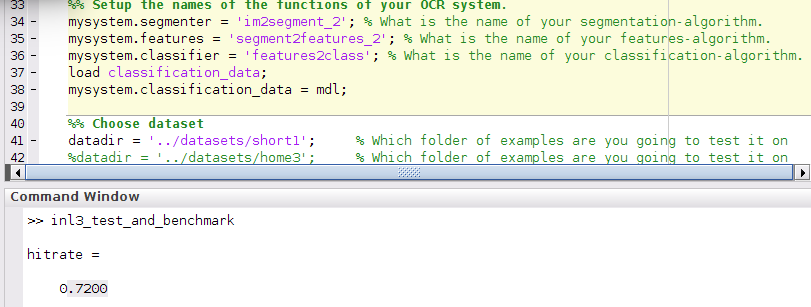 33 %% Setup the names of the functions of your OCR system.
34 - mysystem.segmenter = 'im2segment_2'; % What is the name of your segmentation-algorithm.
35 - mysystem.features = 'segment2features_2'; % What is the name of your features-algorithm.
36 - mysystem.classifier = 'features2class'; % What is the name of your classification-algorithm.
37 - load classification_data;
38 - mysystem.classification_data = mdl;
39
40 %% Choose dataset
41 - datadir = '../datasets/short1'; % Which folder of examples are you going to test it on
42 %datadir = '../datasets/home3'; % Which folder of examples are you going to test it on
Command Window
>> inl3_test_and_benchmark
hitrate =
0.7200